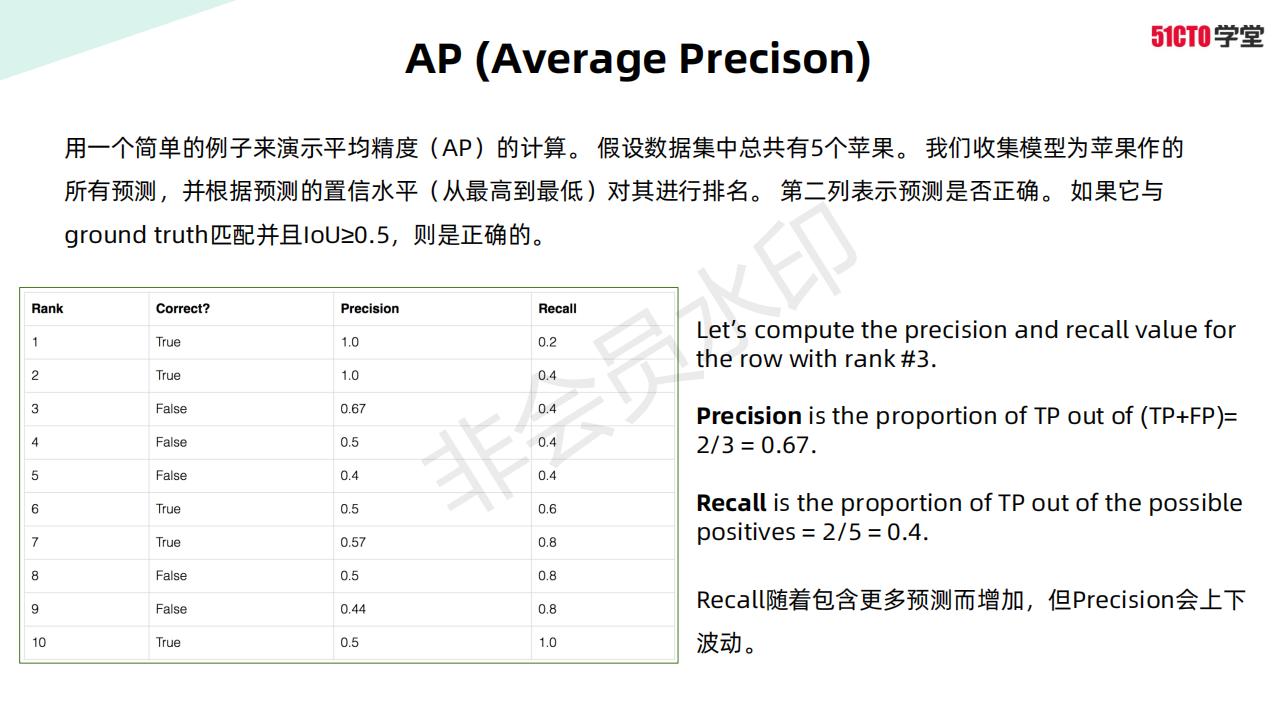 51CTO学堂
AP (Average Precison)
用一个简单的例子来演示平均精度（AP）的计算。 假设数据集中总共有5个苹果。 我们收集模型为苹果作的
所有预测，并根据预测的置信水平（从最高到最低）对其进行排名。 第二列表示预测是否正确。 如果它与
ground truth匹配并且IoU≥0.5，则是正确的。
Rank Correct? Precision Recall
1 True 1.0 0.2
2 True 1.0 0.4
3 False 0.67 0.4
4 False 0.5 0.4
5 False 0.4 0.4
6 True 0.5 0.6
7 True 0.57 0.8
8 False 0.5 0.8
9 False 0.44 0.8
10 True 0.5 1.0
Let’s compute the precision and recall value for
the row with rank #3.
Precision is the proportion of TP out of (TP+FP)=
2/3 = 0.67.
Recall is the proportion of TP out of the possible
positives = 2/5 = 0.4.
Recall随着包含更多预测而增加，但Precision会上下
波动。
非会员水印